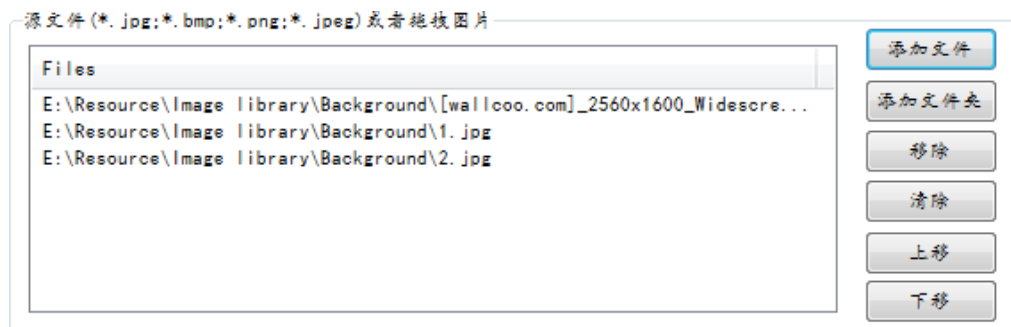 源文件(*.jpg;*.bmp;*.png;*.jpeg)或者拖拽图片
Files
E:\Resource\Image library\Background\[wallcoo.com]_2560x1600_Widescre...
E:\Resource\Image library\Background\1.jpg
E:\Resource\Image library\Background\2.jpg
添加文件
添加文件夹
移除
清除
上移
下移